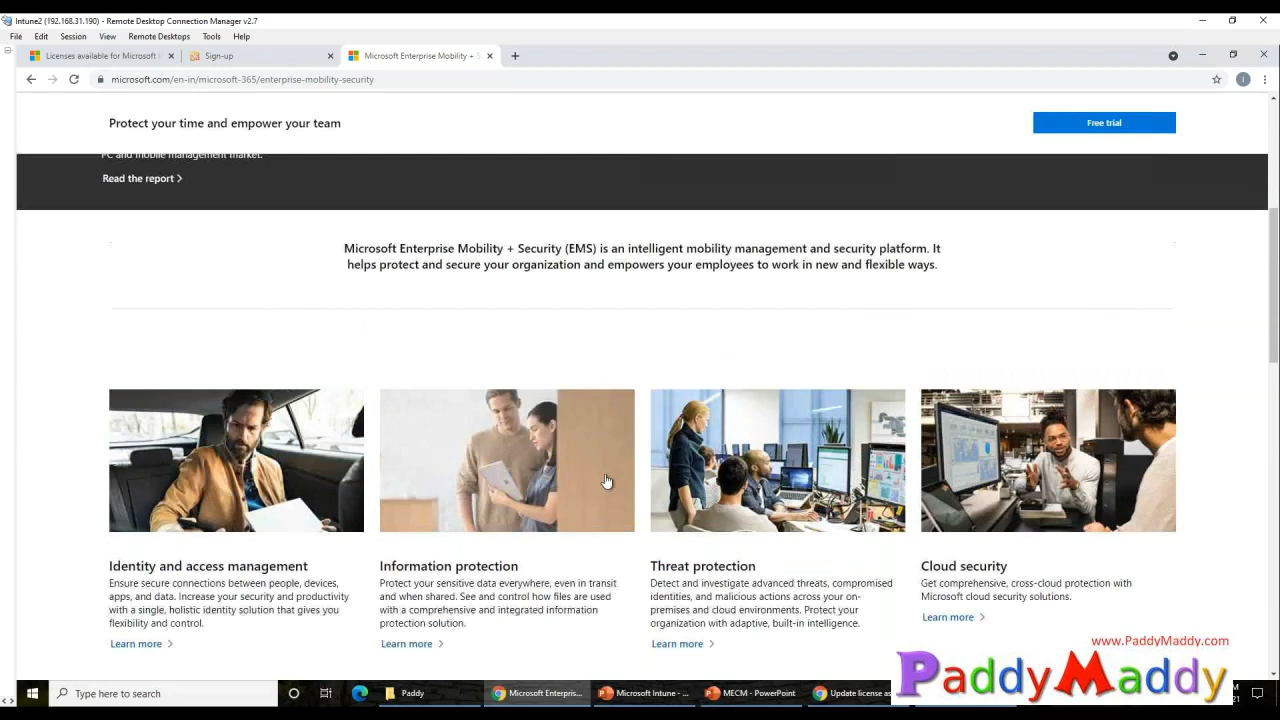 Intune2 (192.168.31.190) - Remote Desktop Connection Manager v2.7
File Edit Session View Remote Desktops Tools Help
Licenses available for Microsoft
Sign-up
Microsoft Enterprise Mobility + S
microsoft.com/en-in/microsoft-365/enterprise-mobility-security
Protect your time and empower your team
Free trial
PC and mobile management market.
Read the report
Microsoft Enterprise Mobility + Security (EMS) is an intelligent mobility management and security platform. It
helps protect and secure your organization and empowers your employees to work in new and flexible ways.
Identity and access management
Ensure secure connections between people, devices,
apps, and data. Increase your security and productivity
with a single, holistic identity solution that gives you
flexibility and control.
Learn more
Information protection
Protect your sensitive data everywhere, even in transit
and when shared. See and control how files are used
with a comprehensive and integrated information
protection solution.
Learn more
Threat protection
Detect and investigate advanced threats, compromised
identities, and malicious actions across your on-
premises and cloud environments. Protect your
organization with adaptive, built-in intelligence.
Learn more
Cloud security
Get comprehensive, cross-cloud protection with
Microsoft cloud security solutions.
Learn more
www.PaddyMaddy.com
PaddyMaddy
Type here to search
Paddy
Microsoft Enterpris...
Microsoft Intune - ...
MECM - PowerPoint
Update license as